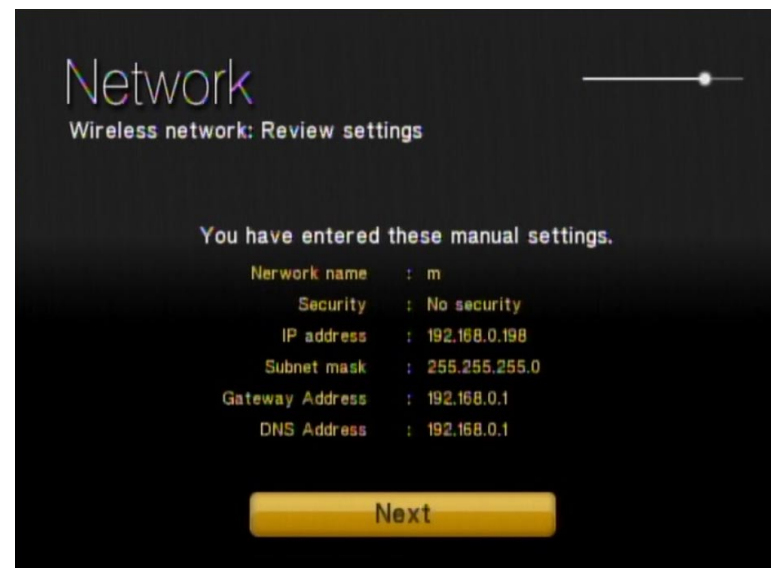 Network
Wireless network: Review settings
You have entered these manual settings.
Nerwork name : m
Security : No security
IP address : 192.168.0.198
Subnet mask : 255.255.255.0
Gateway Address : 192.168.0.1
DNS Address : 192.168.0.1
Next